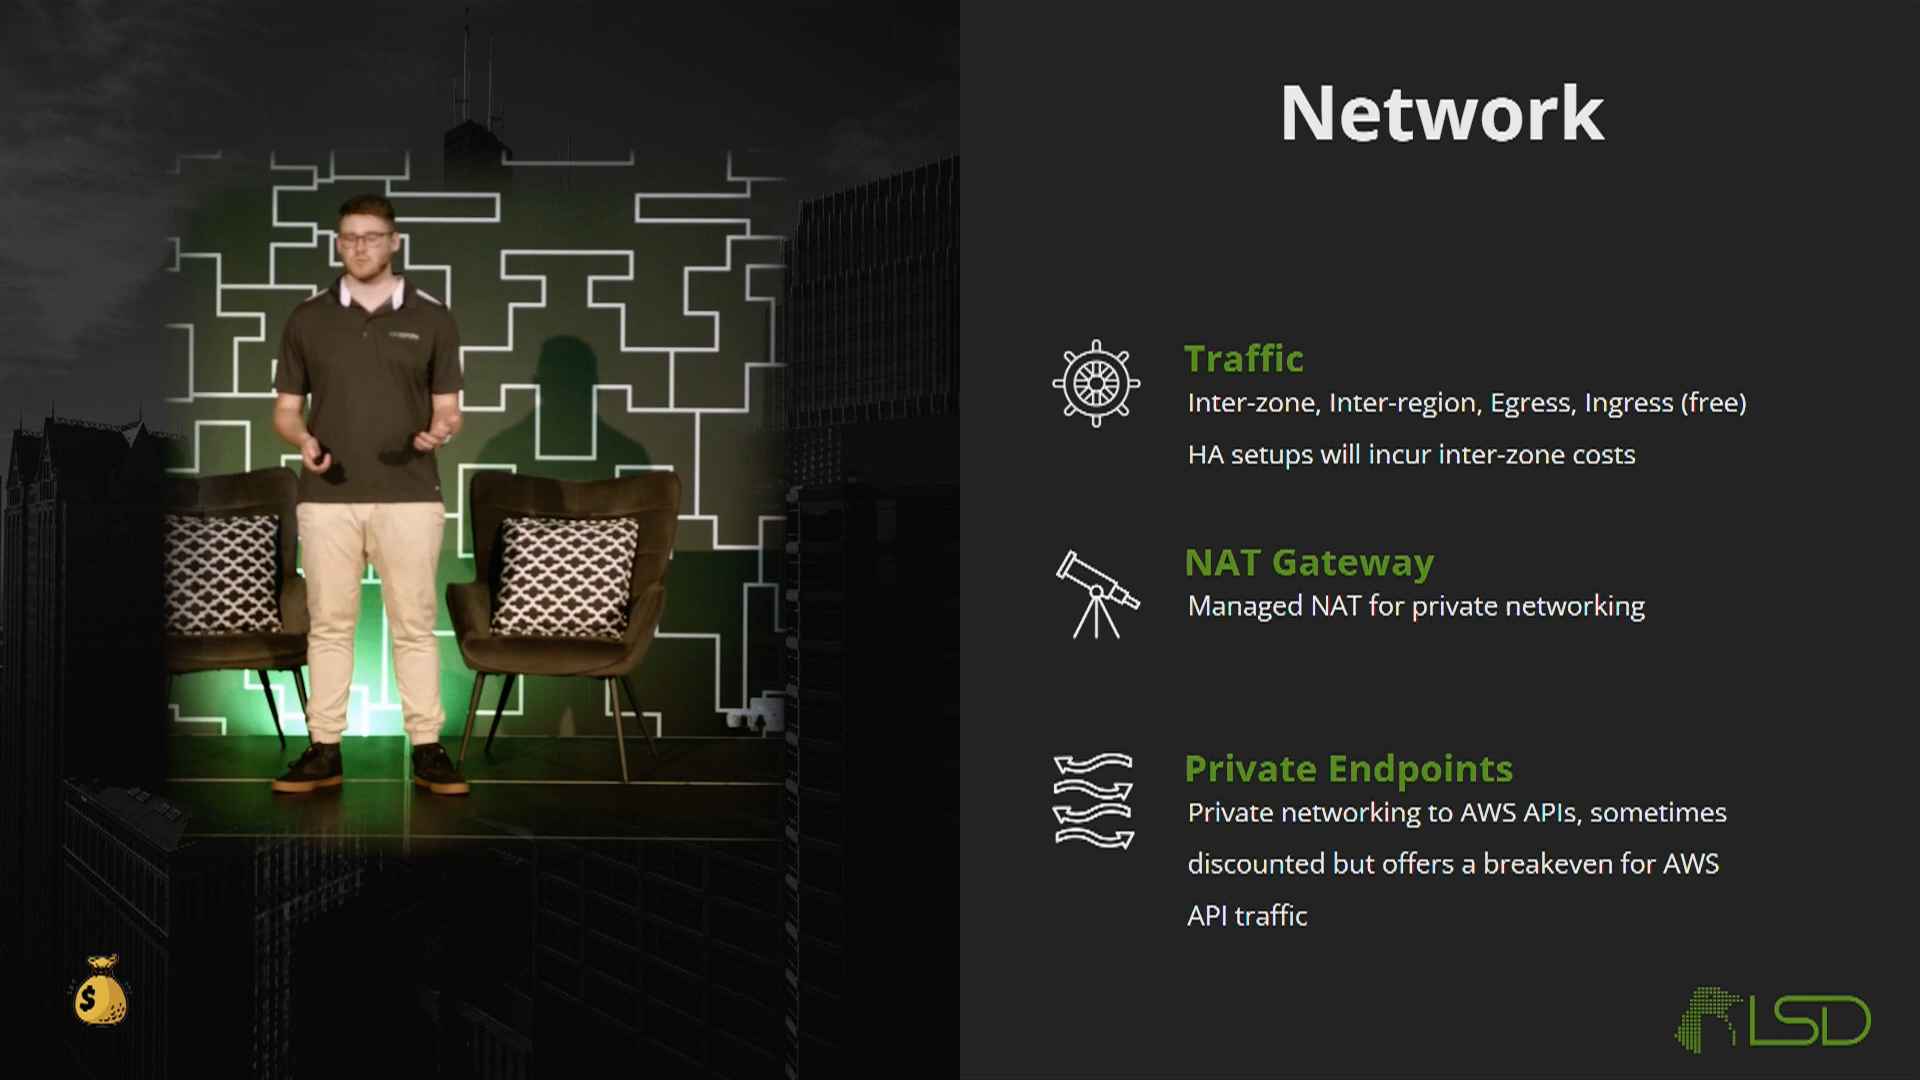 Network
Traffic
Inter-zone, Inter-region, Egress, Ingress (free)
HA setups will incur inter-zone costs
NAT Gateway
Managed NAT for private networking
Private Endpoints
Private networking to AWS APIs, sometimes
discounted but offers a breakeven for AWS
API traffic
$
LSD